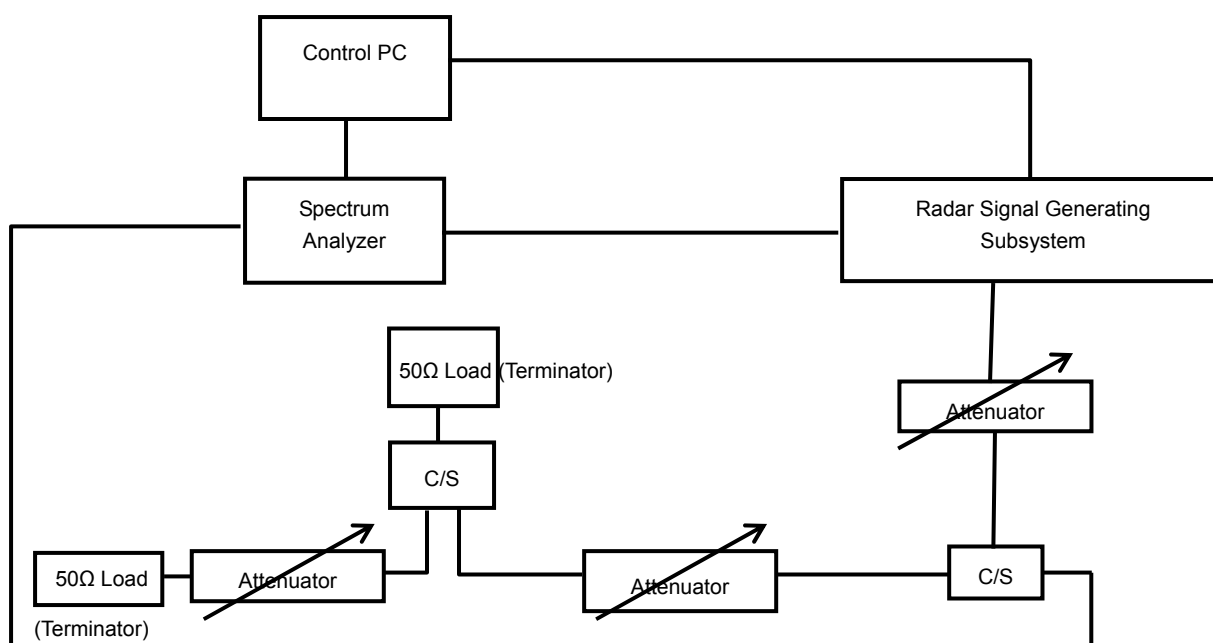 Control PC
Spectrum
Analyzer
Radar Signal Generating
Subsystem
50Ω Load (Terminator)
Attenuator
C/S
50Ω Load
(Terminator)
Attenuator
Attenuator
C/S